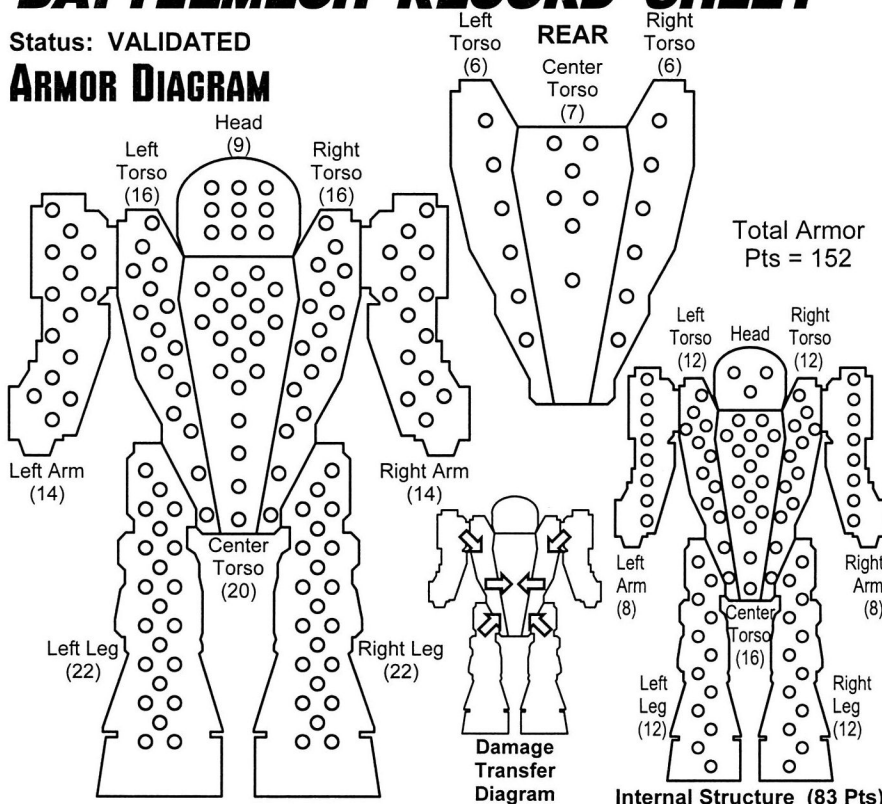 BATTLEMECH RECORD SHEET
Status: VALIDATED
ARMOR DIAGRAM
Head
(9)
Left
Torso
(16)
Right
Torso
(16)
Left Arm
(14)
Right Arm
(14)
Center
Torso
(20)
Left Leg
(22)
Right Leg
(22)
REAR
Left
Torso
(6)
Center
Torso
(7)
Right
Torso
(6)
Total Armor
Pts = 152
Left
Torso
(12)
Head
Right
Torso
(12)
Left
Arm
(8)
Right
Arm
(8)
Center
Torso
(16)
Left
Leg
(12)
Right
Leg
(12)
Damage
Transfer
Diagram
Internal Structure (83 Pts)